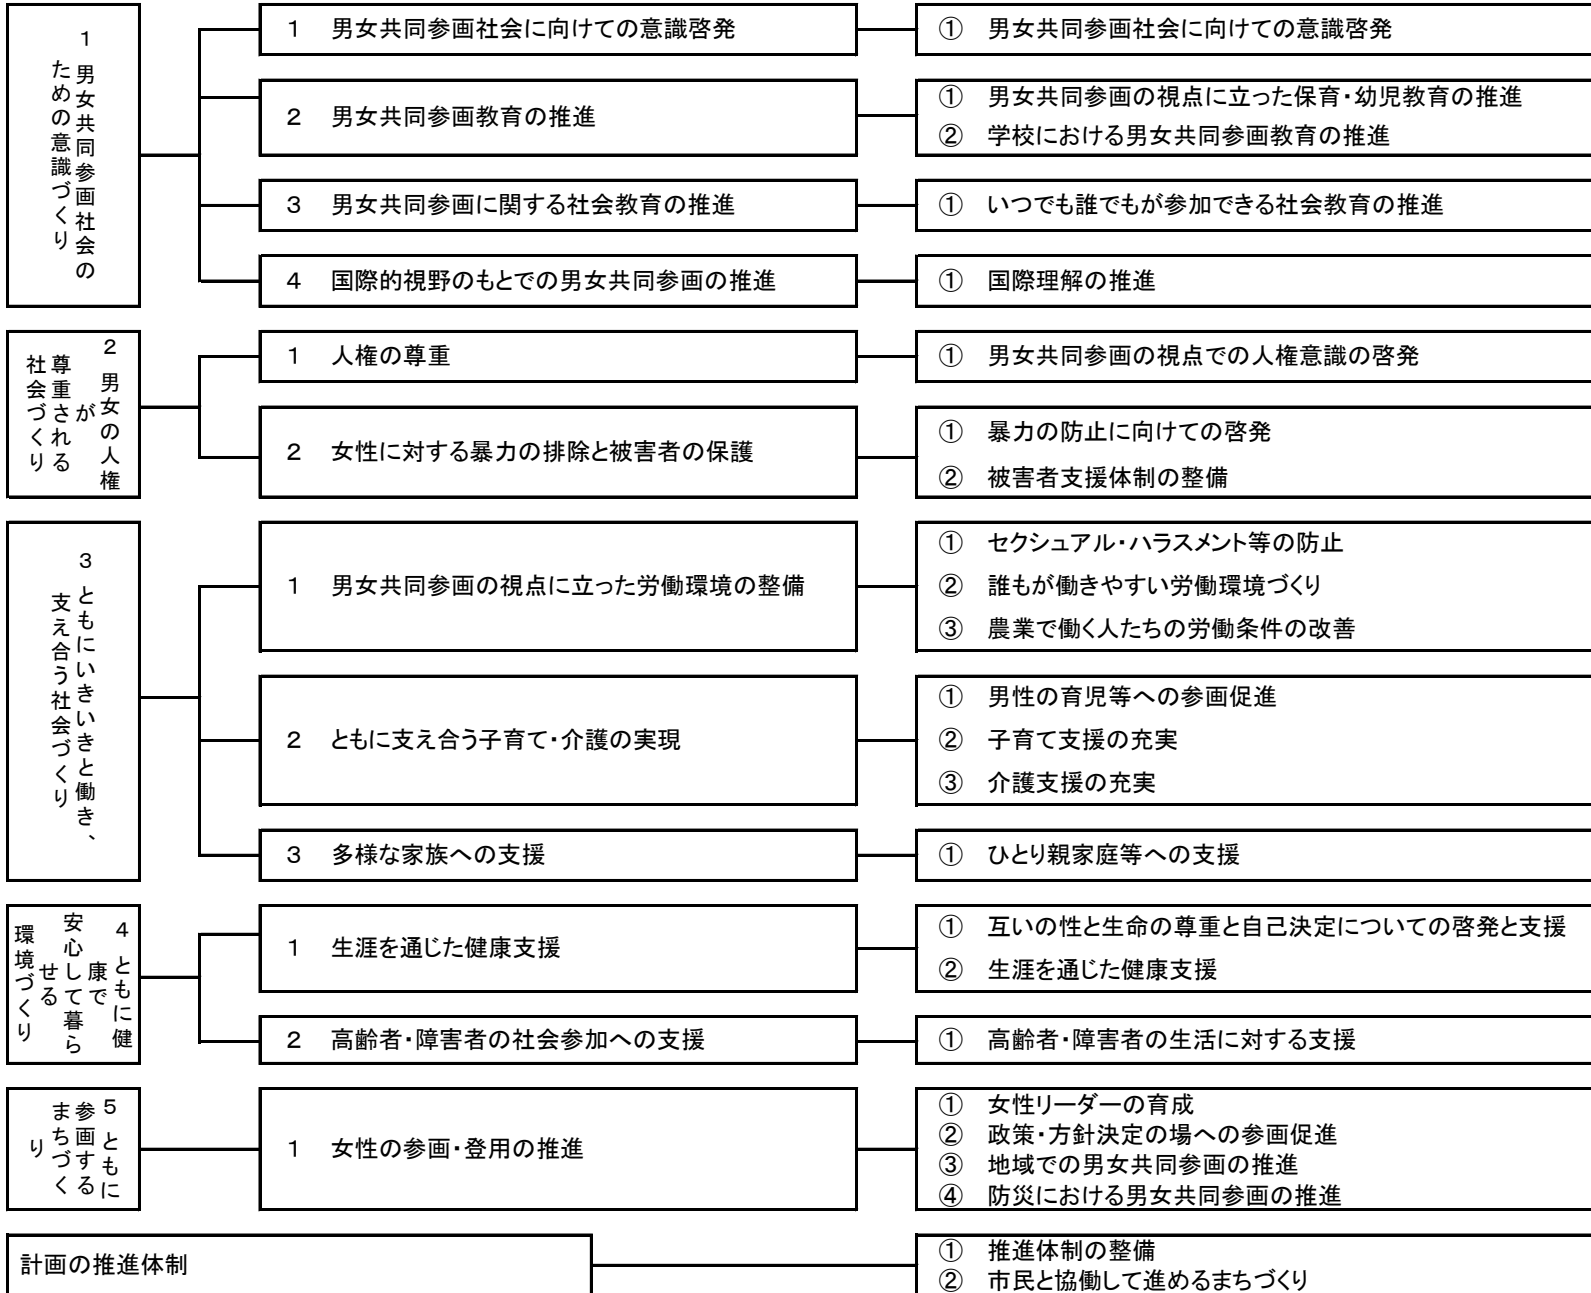 1 男女共同参画社会の
ための意識づくり
1 男女共同参画社会に向けての意識啓発
① 男女共同参画社会に向けての意識啓発
2 男女共同参画教育の推進
① 男女共同参画の視点に立った保育・幼児教育の推進
② 学校における男女共同参画教育の推進
3 男女共同参画に関する社会教育の推進
① いつでも誰でもが参加できる社会教育の推進
4 国際的視野のもとでの男女共同参画の推進
① 国際理解の推進
2 男女の人権
が
尊重される
社会づくり
1 人権の尊重
① 男女共同参画の視点での人権意識の啓発
2 女性に対する暴力の排除と被害者の保護
① 暴力の防止に向けての啓発
② 被害者支援体制の整備
3 ともにいきいきと働き、
支え合う社会づくり
1 男女共同参画の視点に立った労働環境の整備
① セクシュアル・ハラスメント等の防止
② 誰もが働きやすい労働環境づくり
③ 農業で働く人たちの労働条件の改善
2 ともに支え合う子育て・介護の実現
① 男性の育児等への参画促進
② 子育て支援の充実
③ 介護支援の充実
3 多様な家族への支援
① ひとり親家庭等への支援
4 ともに健
康で
安心して暮ら
せる
環境づくり
1 生涯を通じた健康支援
① 互いの性と生命の尊重と自己決定についての啓発と支援
② 生涯を通じた健康支援
2 高齢者・障害者の社会参加への支援
① 高齢者・障害者の生活に対する支援
5 ともに
参画する
まちづく
り
1 女性の参画・登用の推進
① 女性リーダーの育成
② 政策・方針決定の場への参画促進
③ 地域での男女共同参画の推進
④ 防災における男女共同参画の推進
計画の推進体制
① 推進体制の整備
② 市民と協働して進めるまちづくり